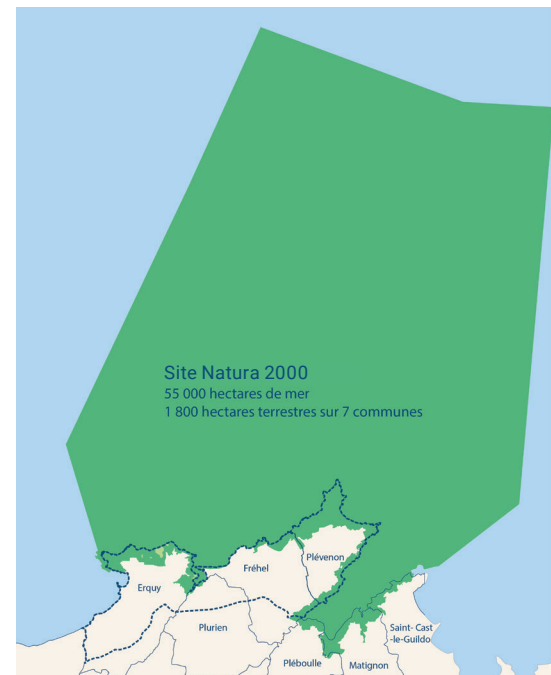 Site Natura 2000
55 000 hectares de mer
1 800 hectares terrestres sur 7 communes
Plévenon
Fréhel
Erquy
Plurien
Saint- Cast
-le-Guildo
Pléboulle
Matignon